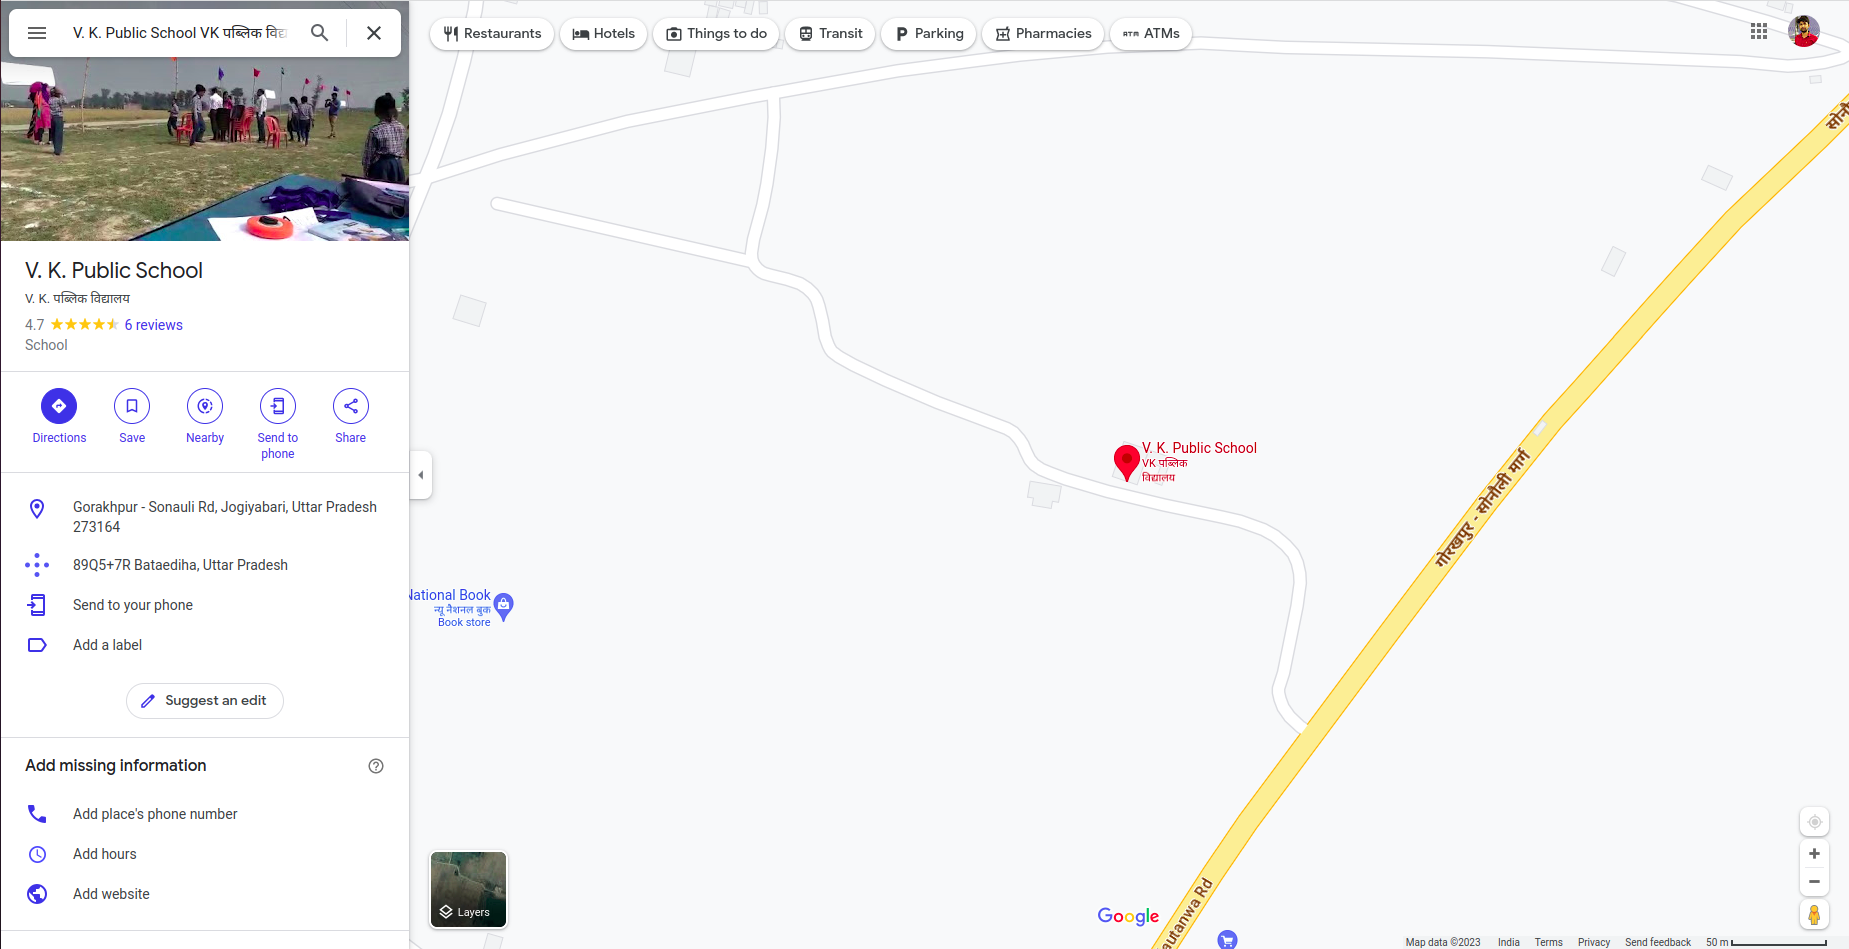 V. K. Public School VK पब्लिक
Restaurants
Hotels
Things to do
Transit
Parking
Pharmacies
ATM ATMs
V. K. Public School
V. K. पब्लिक विद्यालय
4.7
6 reviews
School
Directions
Save
Nearby
Send to
phone
Share
Gorakhpur - Sonauli Rd, Jogiyabari, Uttar Pradesh
273164
89Q5+7R Bataediha, Uttar Pradesh
Send to your phone
Add a label
Suggest an edit
Add missing information
Add place's phone number
Add hours
Add website
V. K. Public School
VK पब्लिक
विद्यालय
गोरखपुर - सोनौली मार्ग
National Book
न्यू नैशनल बुक
Book store
autanwa Rd
Layers
Google
Map data ©2023
India
Terms
Privacy
Send feedback
50 m